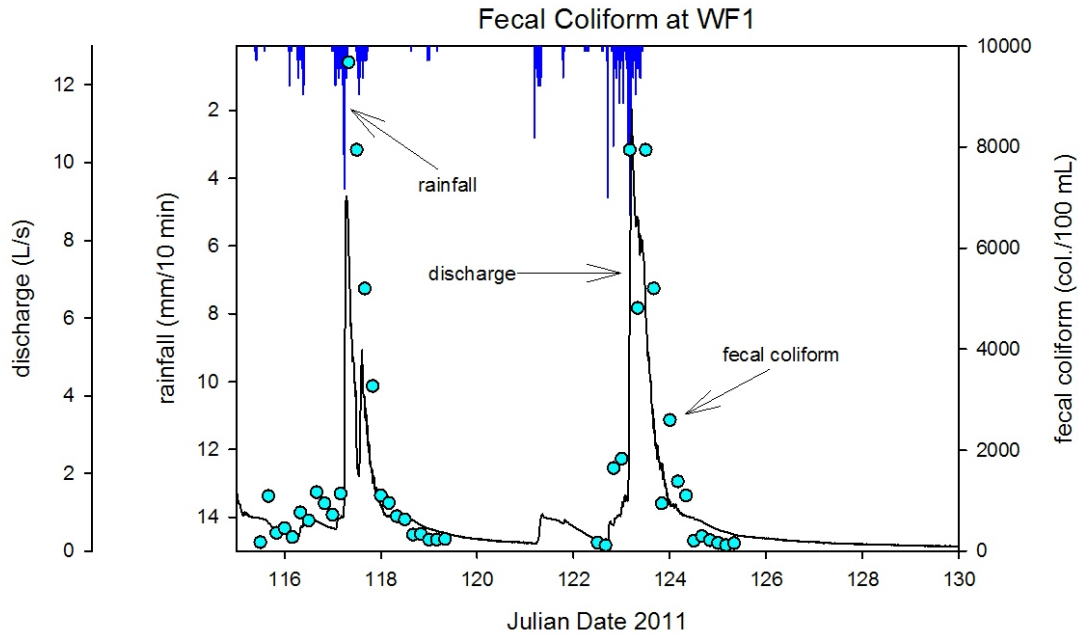 Fecal Coliform at WF1
discharge (L/s)
12
10
8
6
4
2
0
rainfall (mm/10 min)
2
4
6
8
10
12
14
rainfall
discharge
fecal coliform
10000
8000
6000
4000
2000
0
fecal coliform (col./100 mL)
116 118 120 122 124 126 128 130
Julian Date 2011